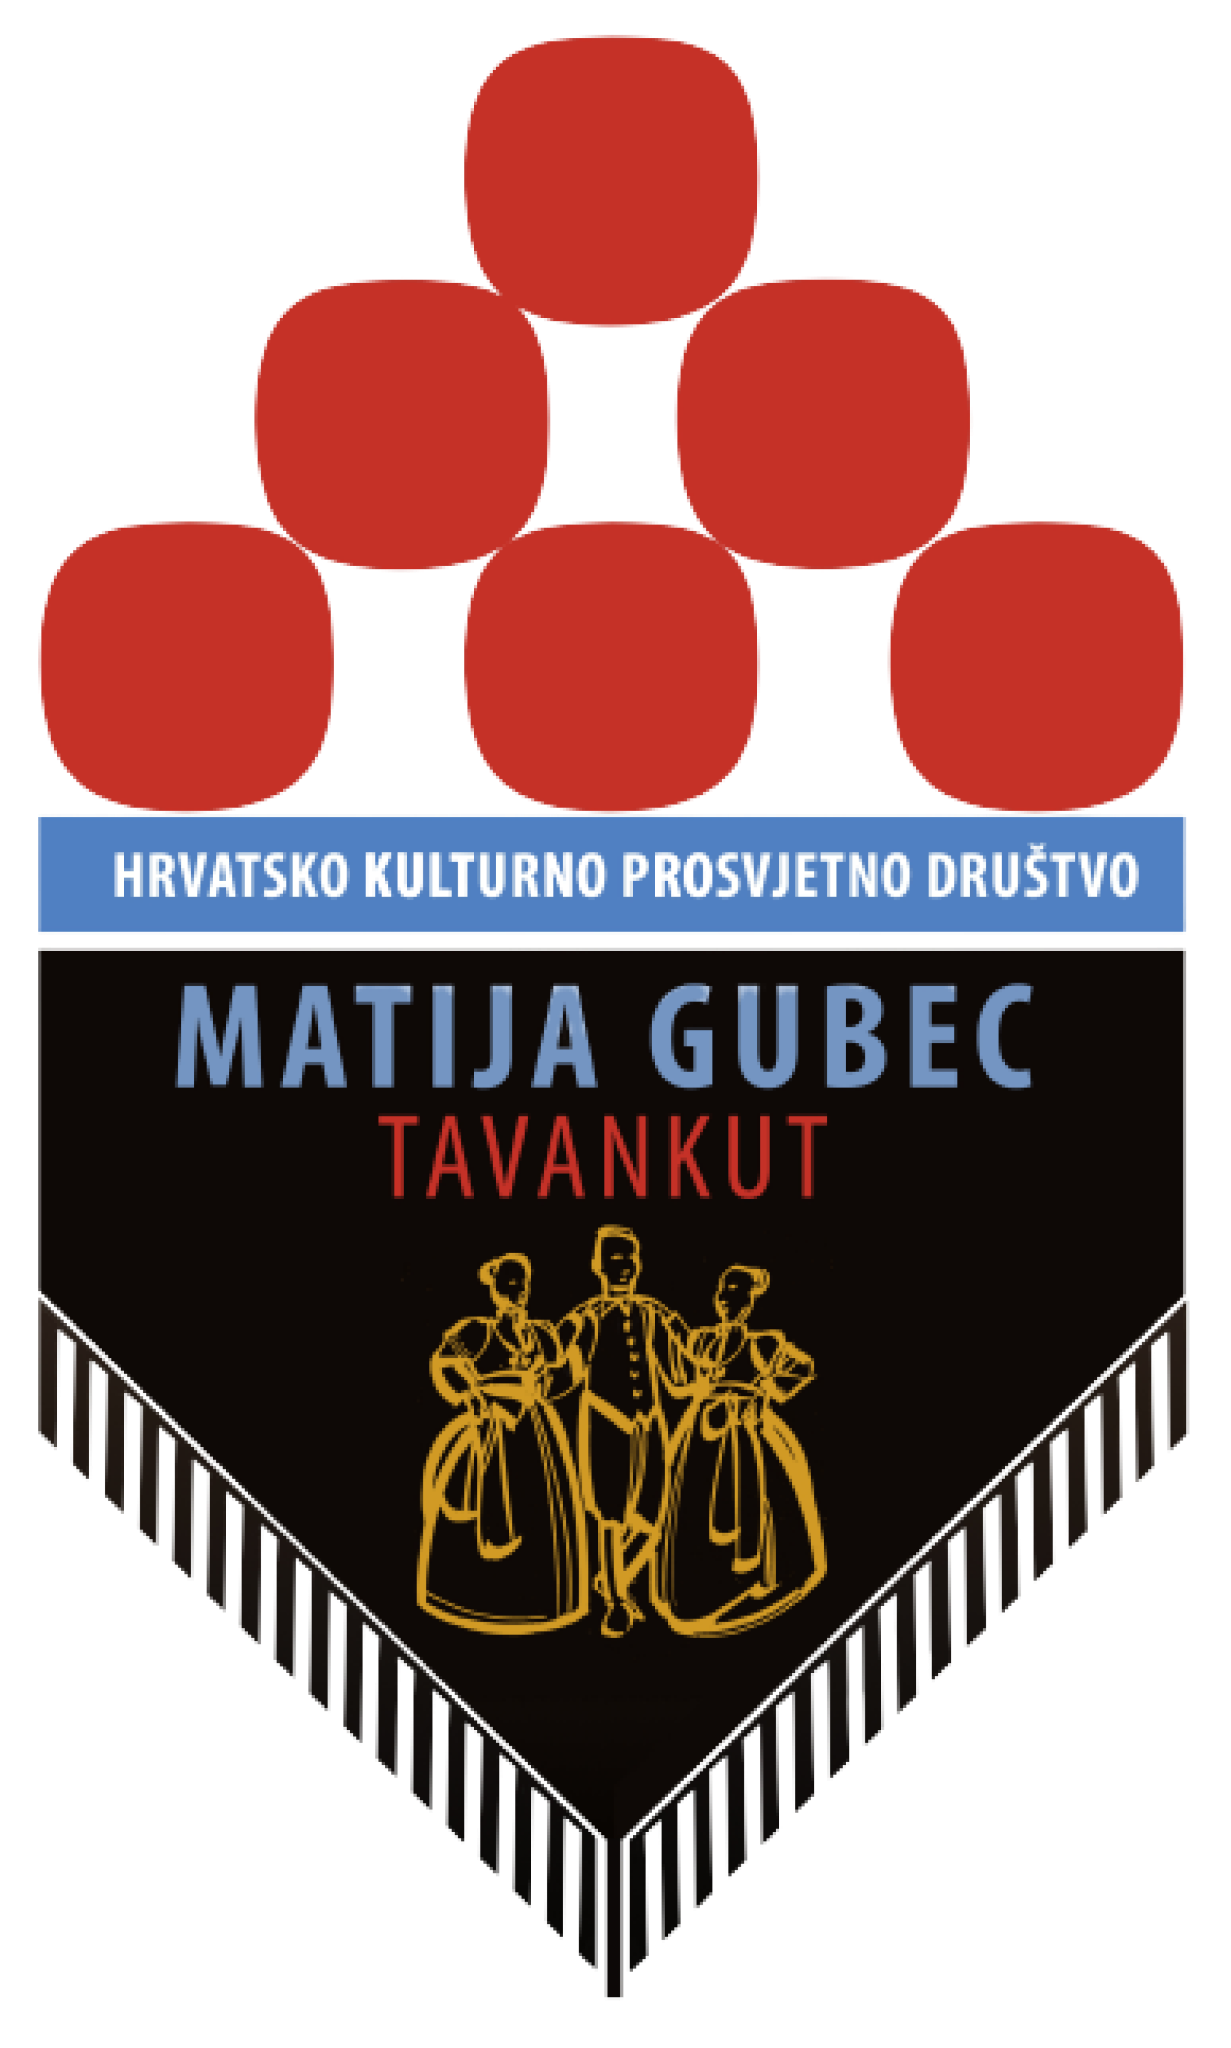 HRVATSKO KULTURNO PROSVJETNO DRUŠTVO
MATIJA GUBEC
TAVANKUT